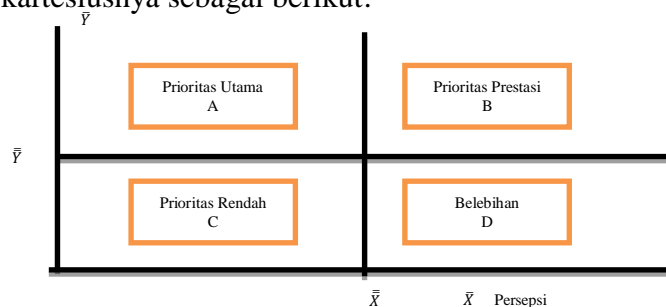 kartesiusnya sebagai berikut:
Ȳ
Prioritas Utama
A
Prioritas Prestasi
B
Y̿
Prioritas Rendah
C
Belebihan
D
X̿
X̄ Persepsi